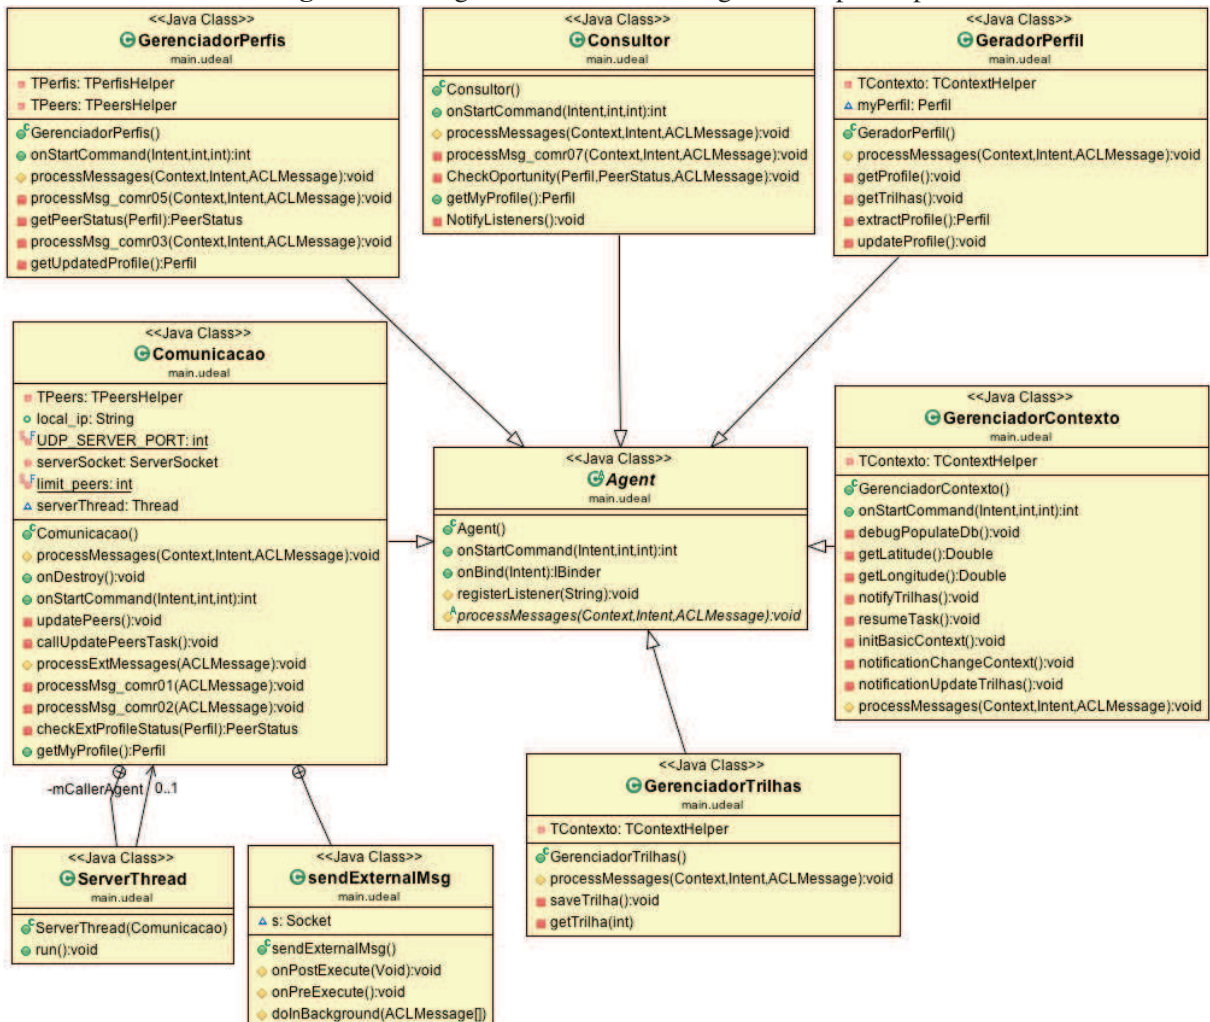 <<Java Class>>
GerenciadorPerfis
main.udeal
TPerfis: TPerfisHelper
TPeers: TPeersHelper
GerenciadorPerfis()
onStartCommand(Intent,int,int):int
processMessages(Context,Intent,ACLMessage):void
processMsg_comr05(Context,Intent,ACLMessage):void
getPeerStatus(Perfil):PeerStatus
processMsg_comr03(Context,Intent,ACLMessage):void
getUpdatedProfile():Perfil
<<Java Class>>
Consultor
main.udeal
Consultor()
onStartCommand(Intent,int,int):int
processMessages(Context,Intent,ACLMessage):void
processMsg_comr07(Context,Intent,ACLMessage):void
CheckOportunity(Perfil,PeerStatus,ACLMessage):void
getMyProfile():Perfil
NotifyListeners():void
<<Java Class>>
GeradorPerfil
main.udeal
TContexto: TContextHelper
myPerfil: Perfil
GeradorPerfil()
processMessages(Context,Intent,ACLMessage):void
getProfile():void
getTrilhas():void
extractProfile():Perfil
updateProfile():void
<<Java Class>>
Comunicacao
main.udeal
TPeers: TPeersHelper
local_ip: String
UDP_SERVER_PORT: int
serverSocket: ServerSocket
limit_peers: int
serverThread: Thread
Comunicacao()
processMessages(Context,Intent,ACLMessage):void
onDestroy():void
onStartCommand(Intent,int,int):int
updatePeers():void
callUpdatePeersTask():void
processExtMessages(ACLMessage):void
processMsg_comr01(ACLMessage):void
processMsg_comr02(ACLMessage):void
checkExtProfileStatus(Perfil):PeerStatus
getMyProfile():Perfil
<<Java Class>>
Agent
main.udeal
Agent()
onStartCommand(Intent,int,int):int
onBind(Intent):IBinder
registerListener(String):void
processMessages(Context,Intent,ACLMessage):void
<<Java Class>>
GerenciadorContexto
main.udeal
TContexto: TContextHelper
GerenciadorContexto()
onStartCommand(Intent,int,int):int
debugPopulateDb():void
getLatitude():Double
getLongitude():Double
notifyTrilhas():void
resumeTask():void
initBasicContext():void
notificationChangeContext():void
notificationUpdateTrilhas():void
processMessages(Context,Intent,ACLMessage):void
-mCallerAgent 0..1
<<Java Class>>
ServerThread
main.udeal
ServerThread(Comunicacao)
run():void
<<Java Class>>
sendExternalMsg
main.udeal
s: Socket
sendExternalMsg()
onPostExecute(Void):void
onPreExecute():void
doInBackground(ACLMessage[])
<<Java Class>>
GerenciadorTrilhas
main.udeal
TContexto: TContextHelper
GerenciadorTrilhas()
processMessages(Context,Intent,ACLMessage):void
saveTrilha():void
getTrilha(int)